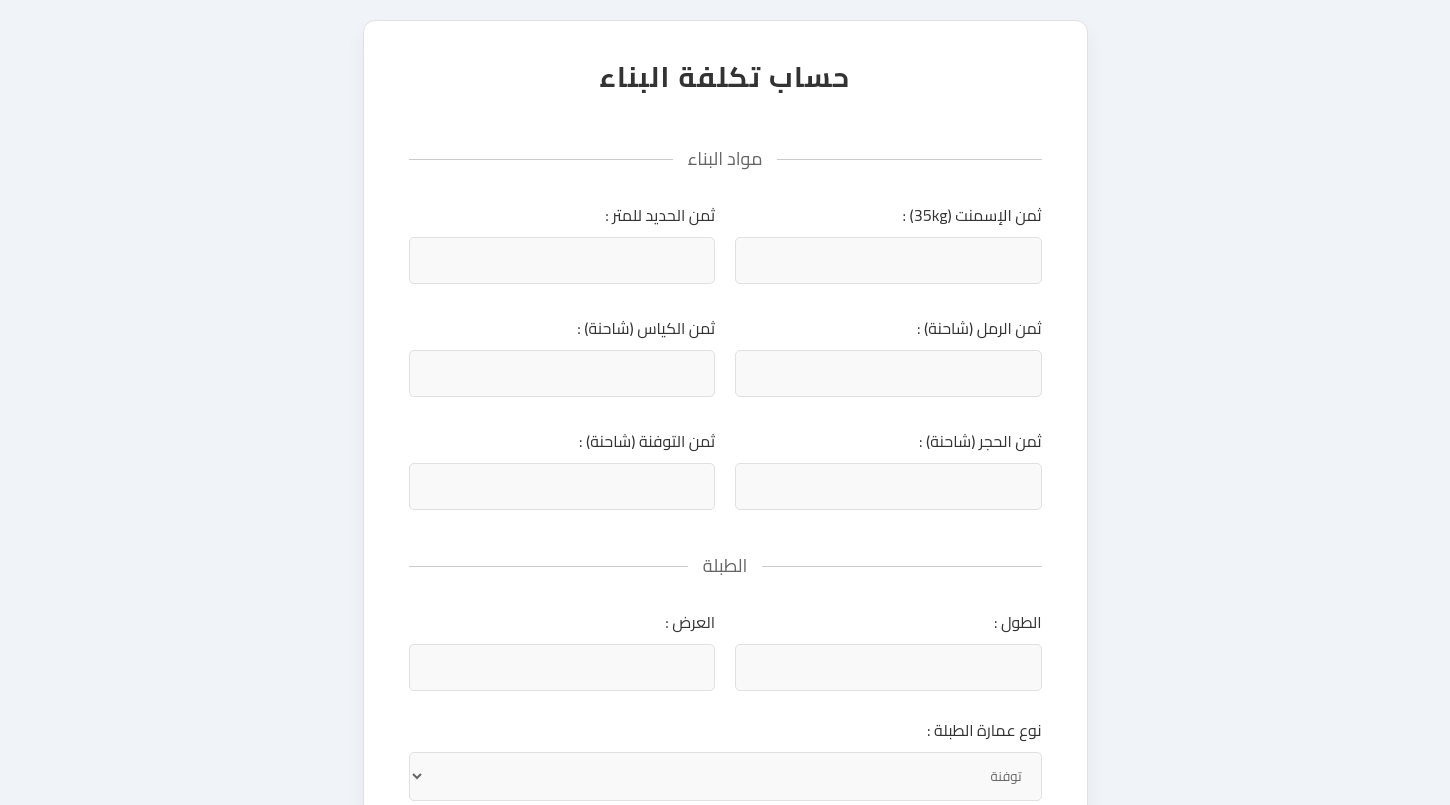 حساب تكلفة البناء
مواد البناء
ثمن الإسمنت (35kg) :
ثمن الحديد للمتر :
ثمن الرمل (شاحنة) :
ثمن الكياس (شاحنة) :
ثمن الحجر (شاحنة) :
ثمن التوفنة (شاحنة) :
الطبلة
الطول :
العرض :
نوع عمارة الطبلة :
توفنة